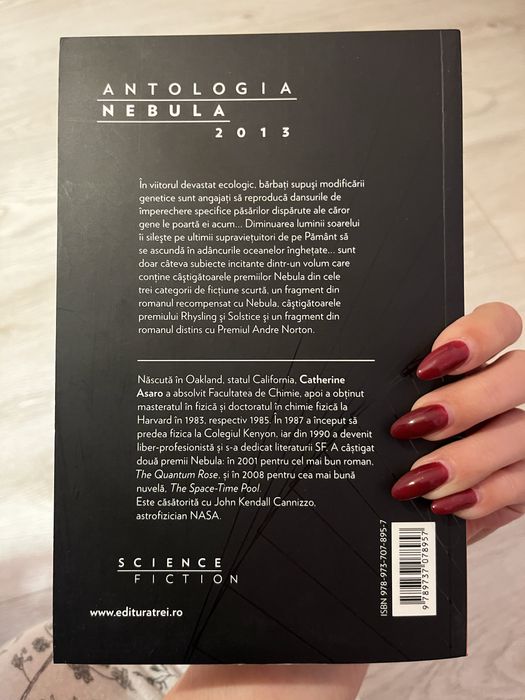 ANTOLOGIA
NEBULA
2013
În viitorul devastat ecologic, bărbați supuși modificării
genetice sunt angajați să reproducă dansurile de
împerechere specifice păsărilor dispărute ale căror
gene le poartă ei acum... Diminuarea luminii soarelui
îi silește pe ultimii supraviețuitori de pe Pământ să
se ascundă în adâncurile oceanelor înghețate... sunt
doar câteva subiecte incitante dintr-un volum care
conține câștigătoarele premiilor Nebula din cele
trei categorii de ficțiune scurtă, un fragment din
romanul recompensat cu Nebula, câștigătoarele
premiului Rhysling și Solstice și un fragment din
romanul distins cu Premiul Andre Norton.
Născută în Oakland, statul California, Catherine
Asaro a absolvit Facultatea de Chimie, apoi a obținut
masteratul în fizică și doctoratul în chimie fizică la
Harvard în 1983, respectiv 1985. În 1987 a început să
predea fizica la Colegiul Kenyon, iar din 1990 a devenit
liber-profesionistă și s-a dedicat literaturii SF. A câștigat
două premii Nebula: în 2001 pentru cel mai bun roman,
The Quantum Rose, și în 2008 pentru cea mai bună
nuvelă, The Space-Time Pool.
Este căsătorită cu John Kendall Cannizzo,
astrofizician NASA.
SCIENCE
FICTION
www.edituratrei.ro
ISBN 978-973-707-895-7
9789737078957